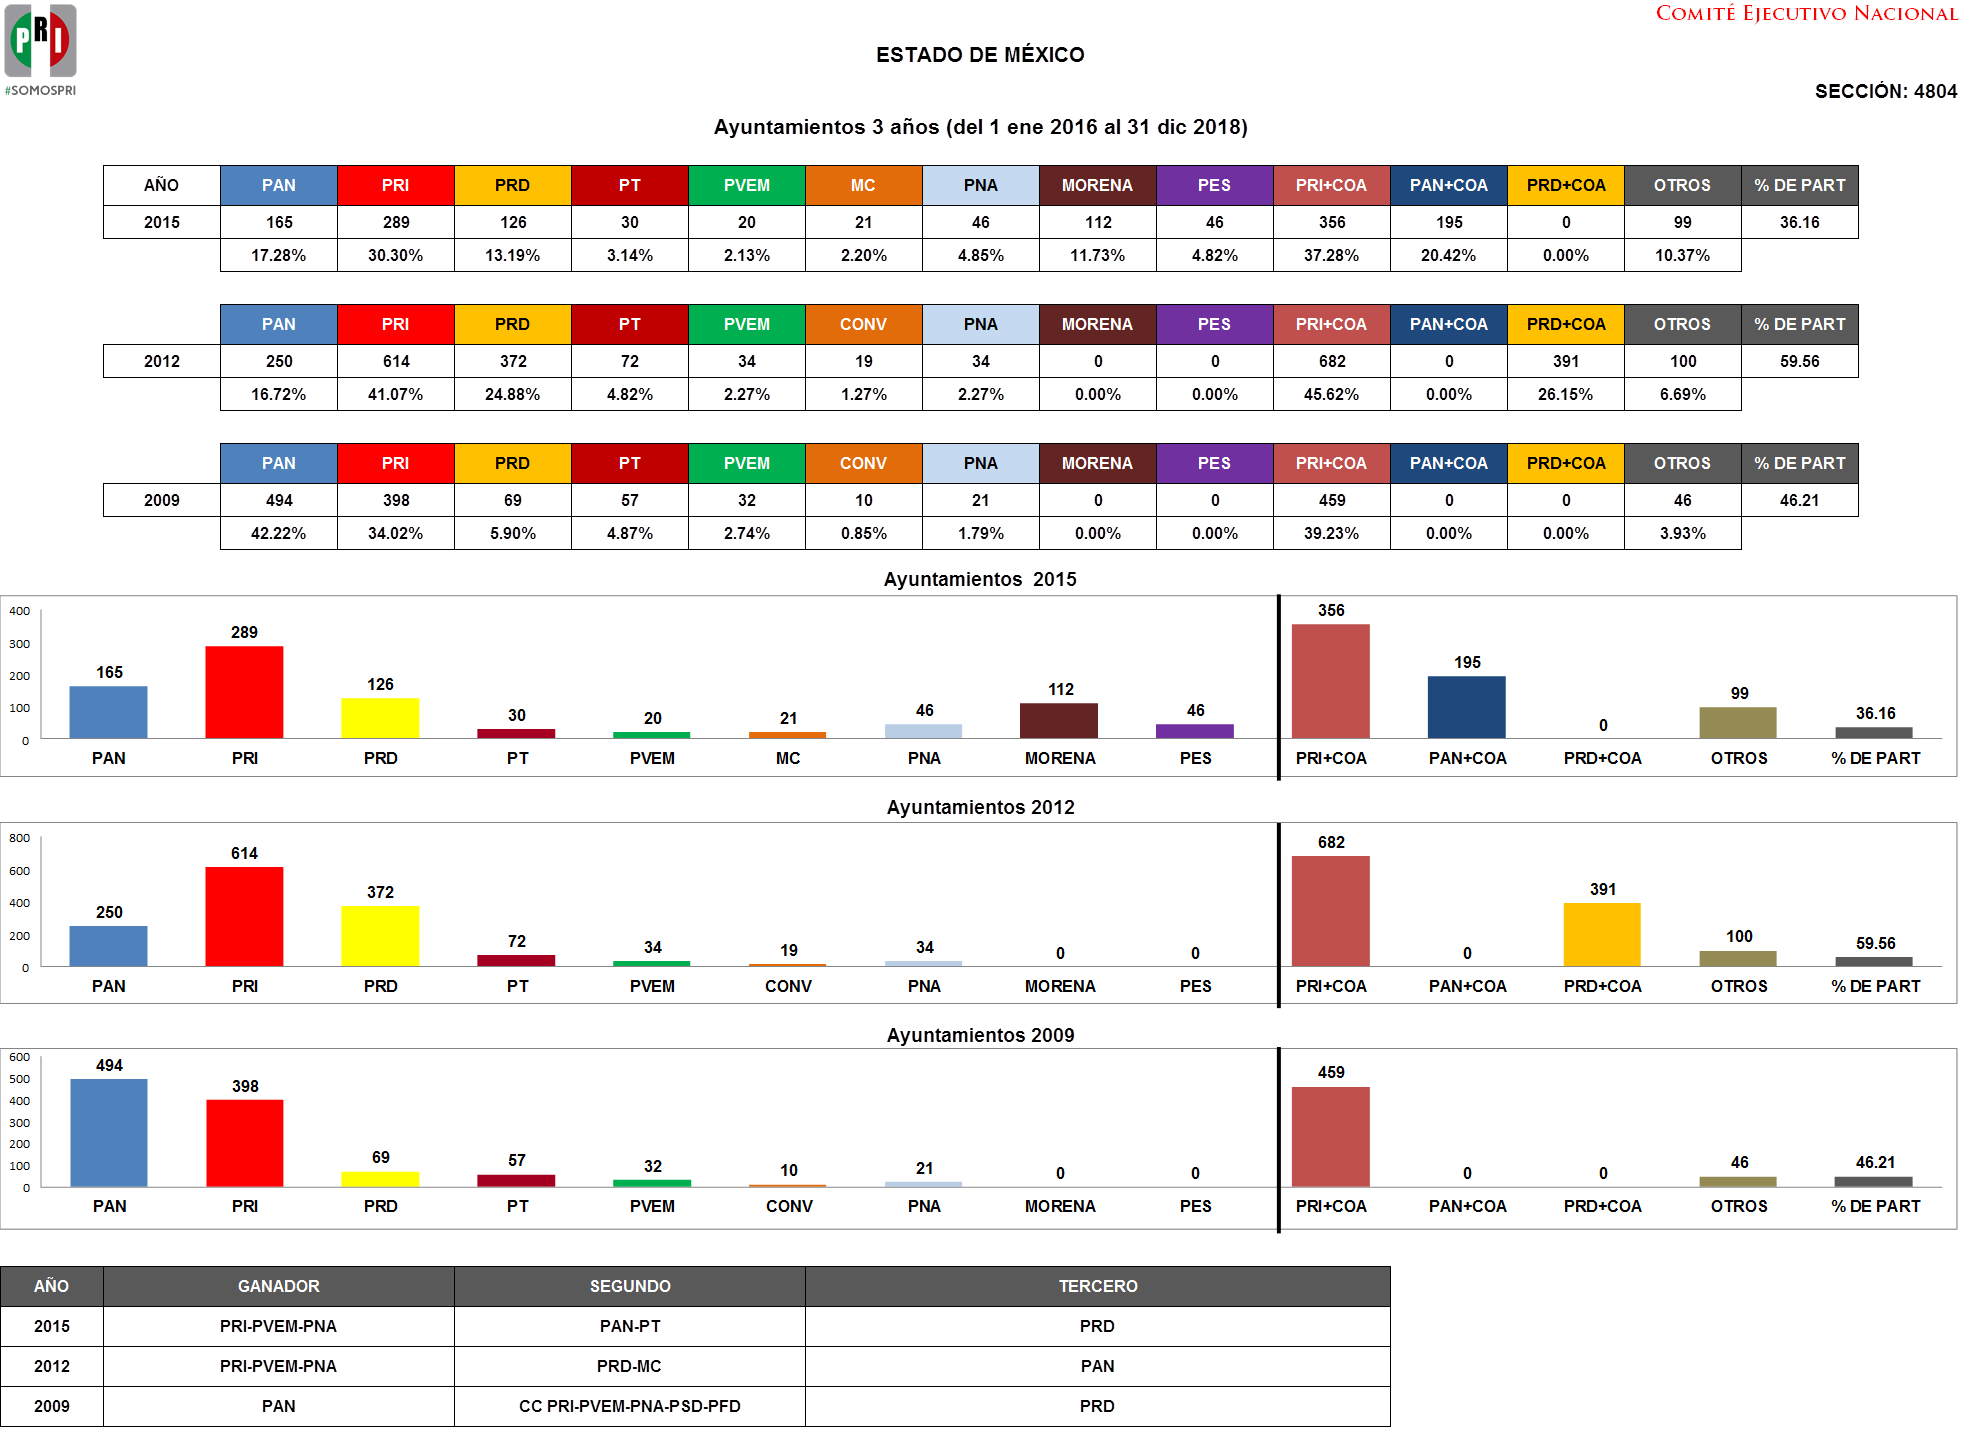 PRI
#SOMOSPRI
COMITÉ EJECUTIVO NACIONAL
ESTADO DE MÉXICO
SECCIÓN: 4804
Ayuntamientos 3 años (del 1 ene 2016 al 31 dic 2018)
AÑO PAN PRI PRD PT PVEM MC PNA MORENA PES PRI+COA PAN+COA PRD+COA OTROS % DE PART
2015 165 289 126 30 20 21 46 112 46 356 195 0 99 36.16
17.28% 30.30% 13.19% 3.14% 2.13% 2.20% 4.85% 11.73% 4.82% 37.28% 20.42% 0.00% 10.37%
PAN PRI PRD PT PVEM CONV PNA MORENA PES PRI+COA PAN+COA PRD+COA OTROS % DE PART
2012 250 614 372 72 34 19 34 0 0 682 0 391 100 59.56
16.72% 41.07% 24.88% 4.82% 2.27% 1.27% 2.27% 0.00% 0.00% 45.62% 0.00% 26.15% 6.69%
PAN PRI PRD PT PVEM CONV PNA MORENA PES PRI+COA PAN+COA PRD+COA OTROS % DE PART
2009 494 398 69 57 32 10 21 0 0 459 0 0 46 46.21
42.22% 34.02% 5.90% 4.87% 2.74% 0.85% 1.79% 0.00% 0.00% 39.23% 0.00% 0.00% 3.93%
Ayuntamientos 2015
400
300
200
100
0
165 289 126 30 20 21 46 112 46 356 195 0 99 36.16
PAN PRI PRD PT PVEM MC PNA MORENA PES PRI+COA PAN+COA PRD+COA OTROS % DE PART
Ayuntamientos 2012
800
600
400
200
0
250 614 372 72 34 19 34 0 0 682 0 391 100 59.56
PAN PRI PRD PT PVEM CONV PNA MORENA PES PRI+COA PAN+COA PRD+COA OTROS % DE PART
Ayuntamientos 2009
600
500
400
300
200
100
0
494 398 69 57 32 10 21 0 0 459 0 0 46 46.21
PAN PRI PRD PT PVEM CONV PNA MORENA PES PRI+COA PAN+COA PRD+COA OTROS % DE PART
AÑO GANADOR SEGUNDO TERCERO
2015 PRI-PVEM-PNA PAN-PT PRD
2012 PRI-PVEM-PNA PRD-MC PAN
2009 PAN CC PRI-PVEM-PNA-PSD-PFD PRD